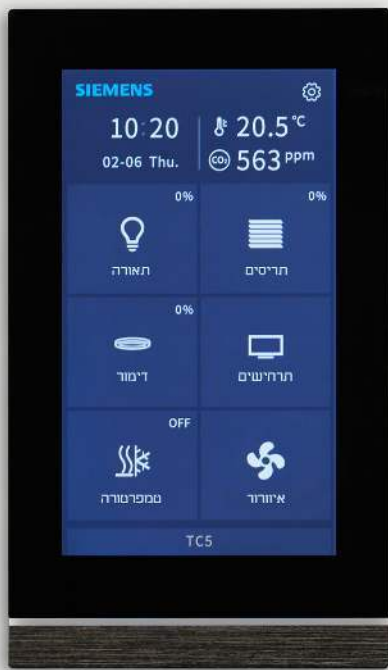 SIEMENS
10:20
20.5°C
02-06 Thu.
CO₂ 563 ppm
0%
0%
תאורה
תריסים
0%
דימור
תרחישים
OFF
טמפרטורה
איוורור
TC5